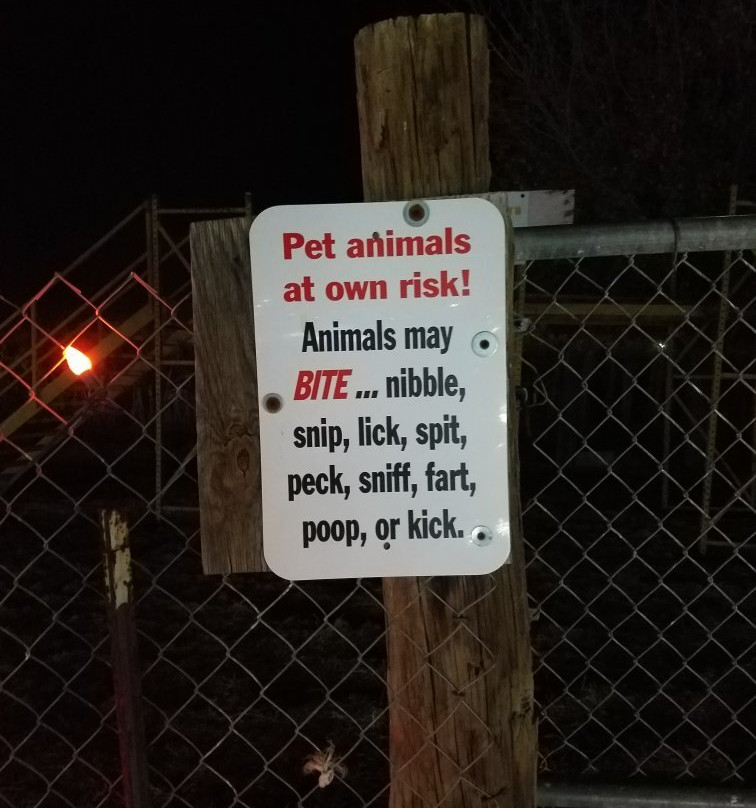 Pet animals
at own risk!
Animals may
BITE ... nibble,
snip, lick, spit,
peck, sniff, fart,
poop, or kick.